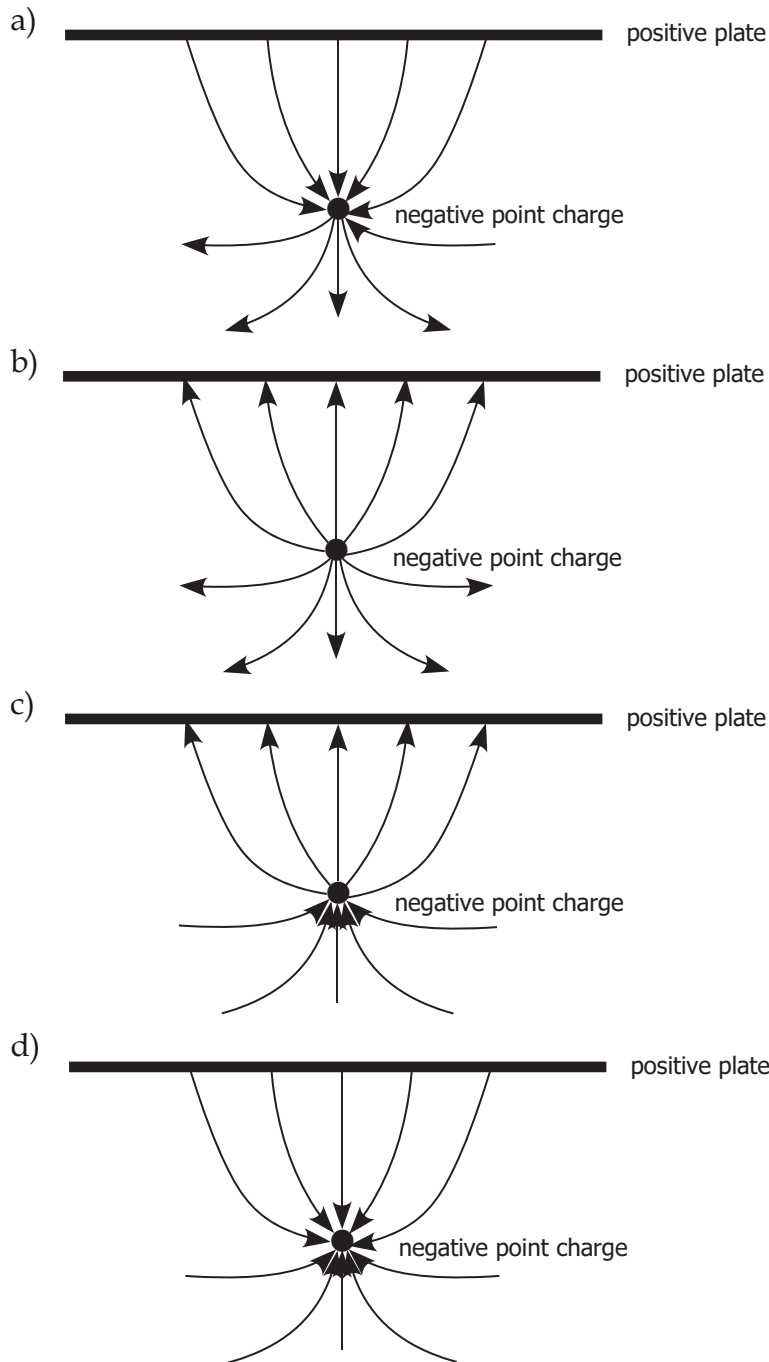 a)
positive plate
negative point charge
b)
positive plate
negative point charge
c)
positive plate
negative point charge
d)
positive plate
negative point charge